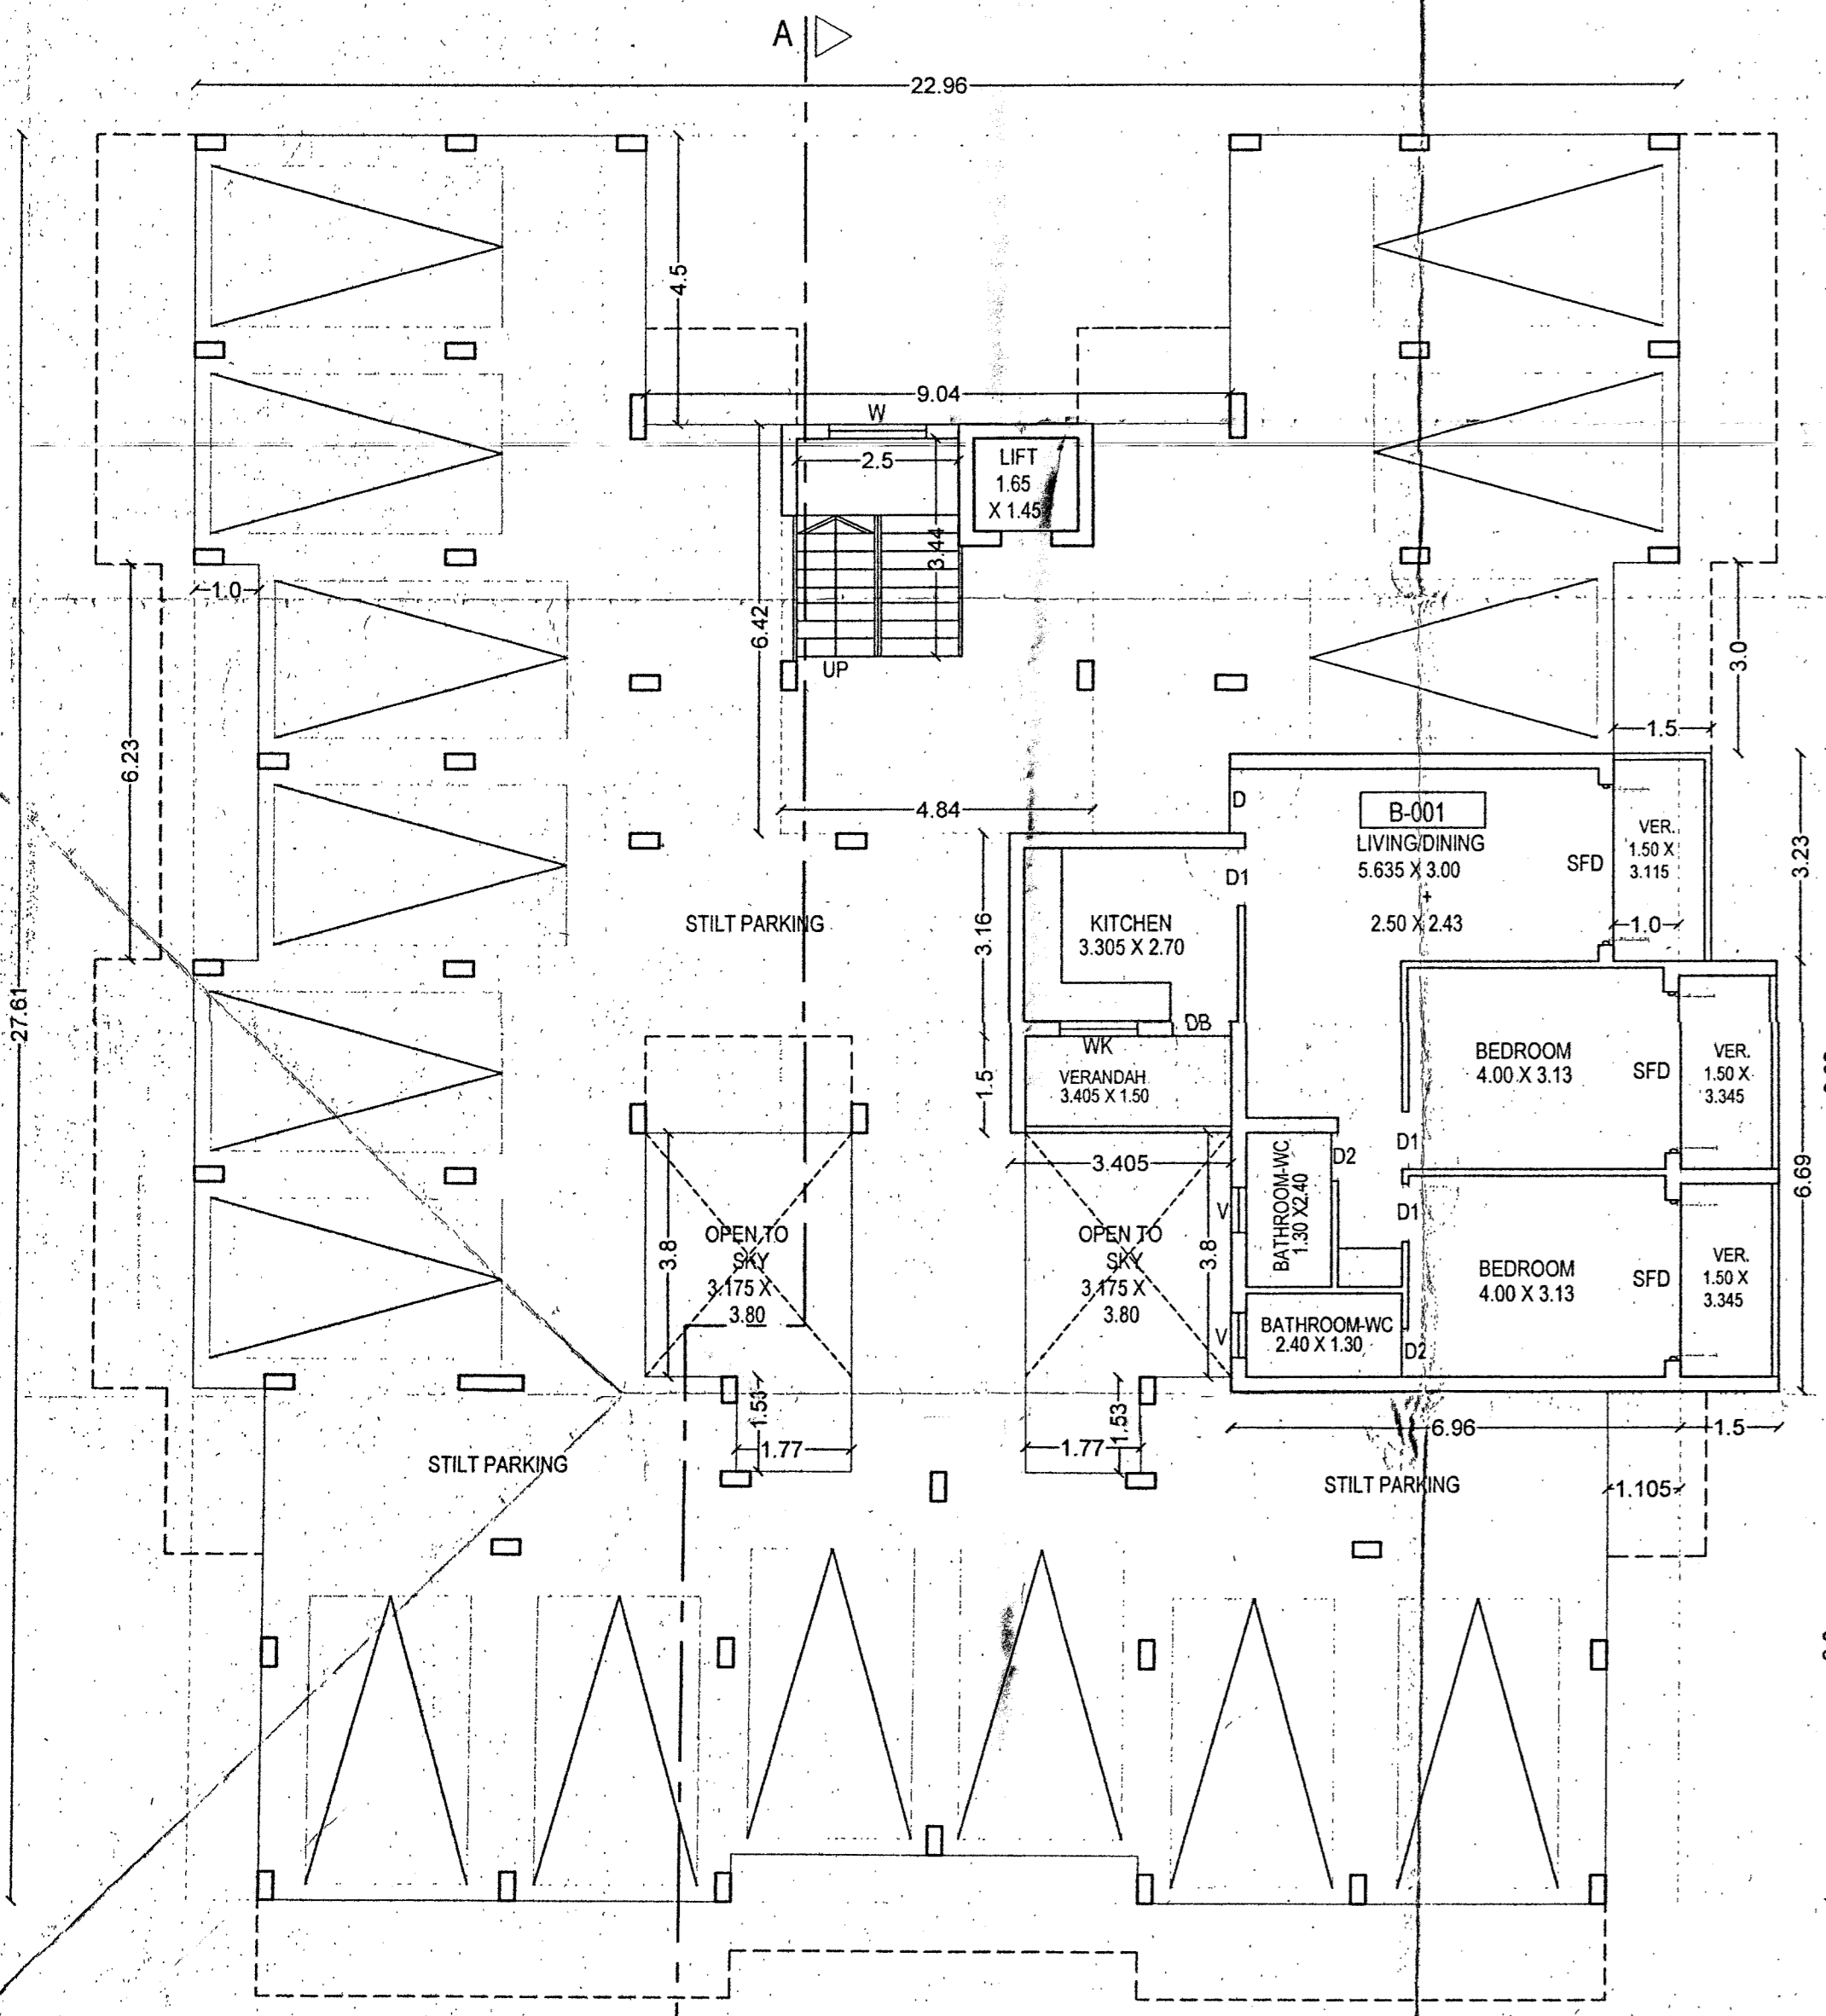 A
22.96
4.5
9.04
W
2.5
LIFT
1.65
X 1.45
3.44
1.0
6.42
UP
3.0
6.23
1.5
4.84
D
B-001
LIVING/DINING
5.635 X 3.00
+
2.50 X 2.43
SFD
VER.
1.50 X
3.115
3.23
D1
STILT PARKING
3.16
KITCHEN
3.305 X 2.70
1.0
27.61
DB
WK
VERANDAH
3.405 X 1.50
1.5
BEDROOM
4.00 X 3.13
SFD
VER.
1.50 X
3.345
D1
D2
3.405
BATHROOM-WC
1.30 X2.40
6.69
V
D1
3.8
OPEN TO
SKY
3.175 X
3.80
OPEN TO
SKY
3.175 X
3.80
3.8
BEDROOM
4.00 X 3.13
SFD
VER.
1.50 X
3.345
V
BATHROOM-WC
2.40 X 1.30
D2
1.53
1.77
1.77
1.53
6.96
1.5
STILT PARKING
STILT PARKING
1.105